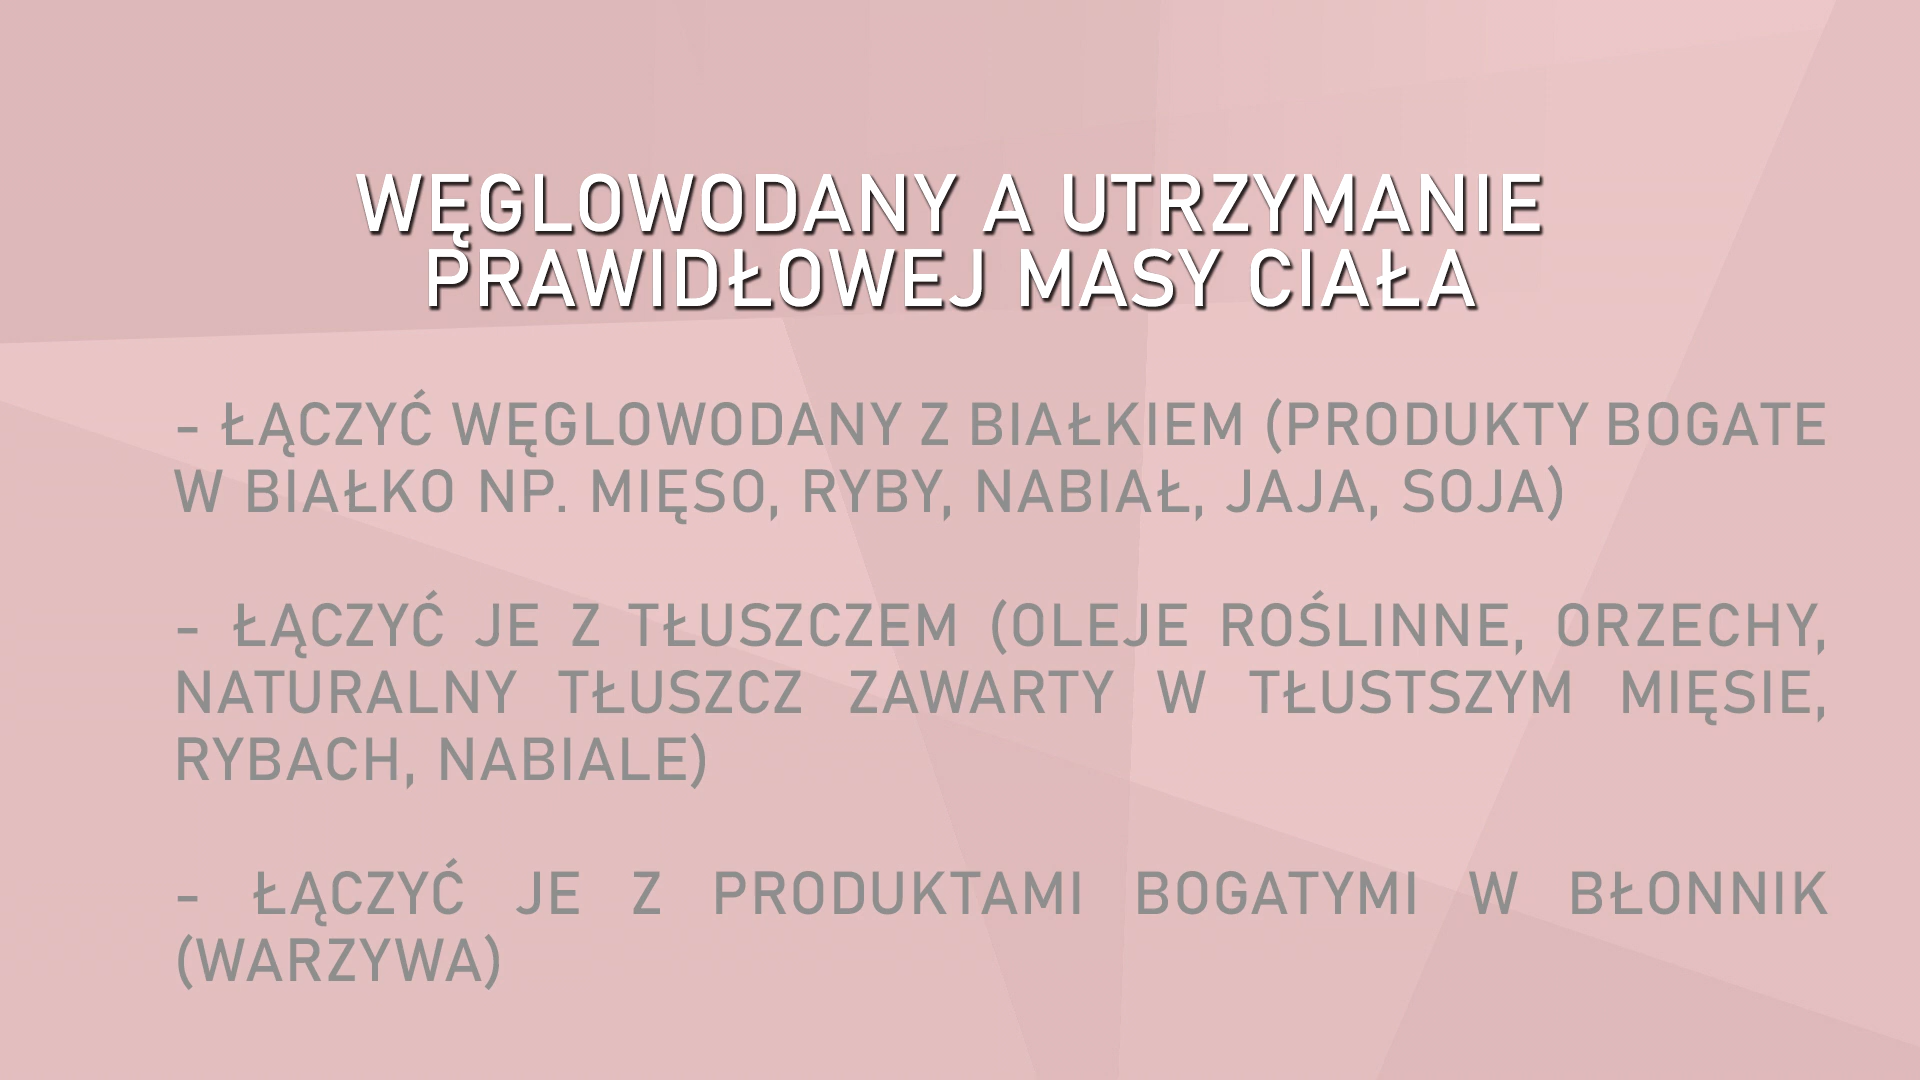 WĘGLOWODANY A UTRZYMANIE
PRAWIDŁOWEJ MASY CIAŁA
- ŁĄCZYĆ WĘGLOWODANY Z BIAŁKIEM (PRODUKTY BOGATE
W BIAŁKO NP. MIĘSO, RYBY, NABIAŁ, JAJA, SOJA)
- ŁĄCZYĆ JE Z TŁUSZCZEM (OLEJE ROŚLINNE, ORZECHY,
NATURALNY TŁUSZCZ ZAWARTY W TŁUSTSZYM MIĘSIE,
RYBACH, NABIALE)
- ŁĄCZYĆ JE Z PRODUKTAMI BOGATYMI W BŁONNIK
(WARZYWA)